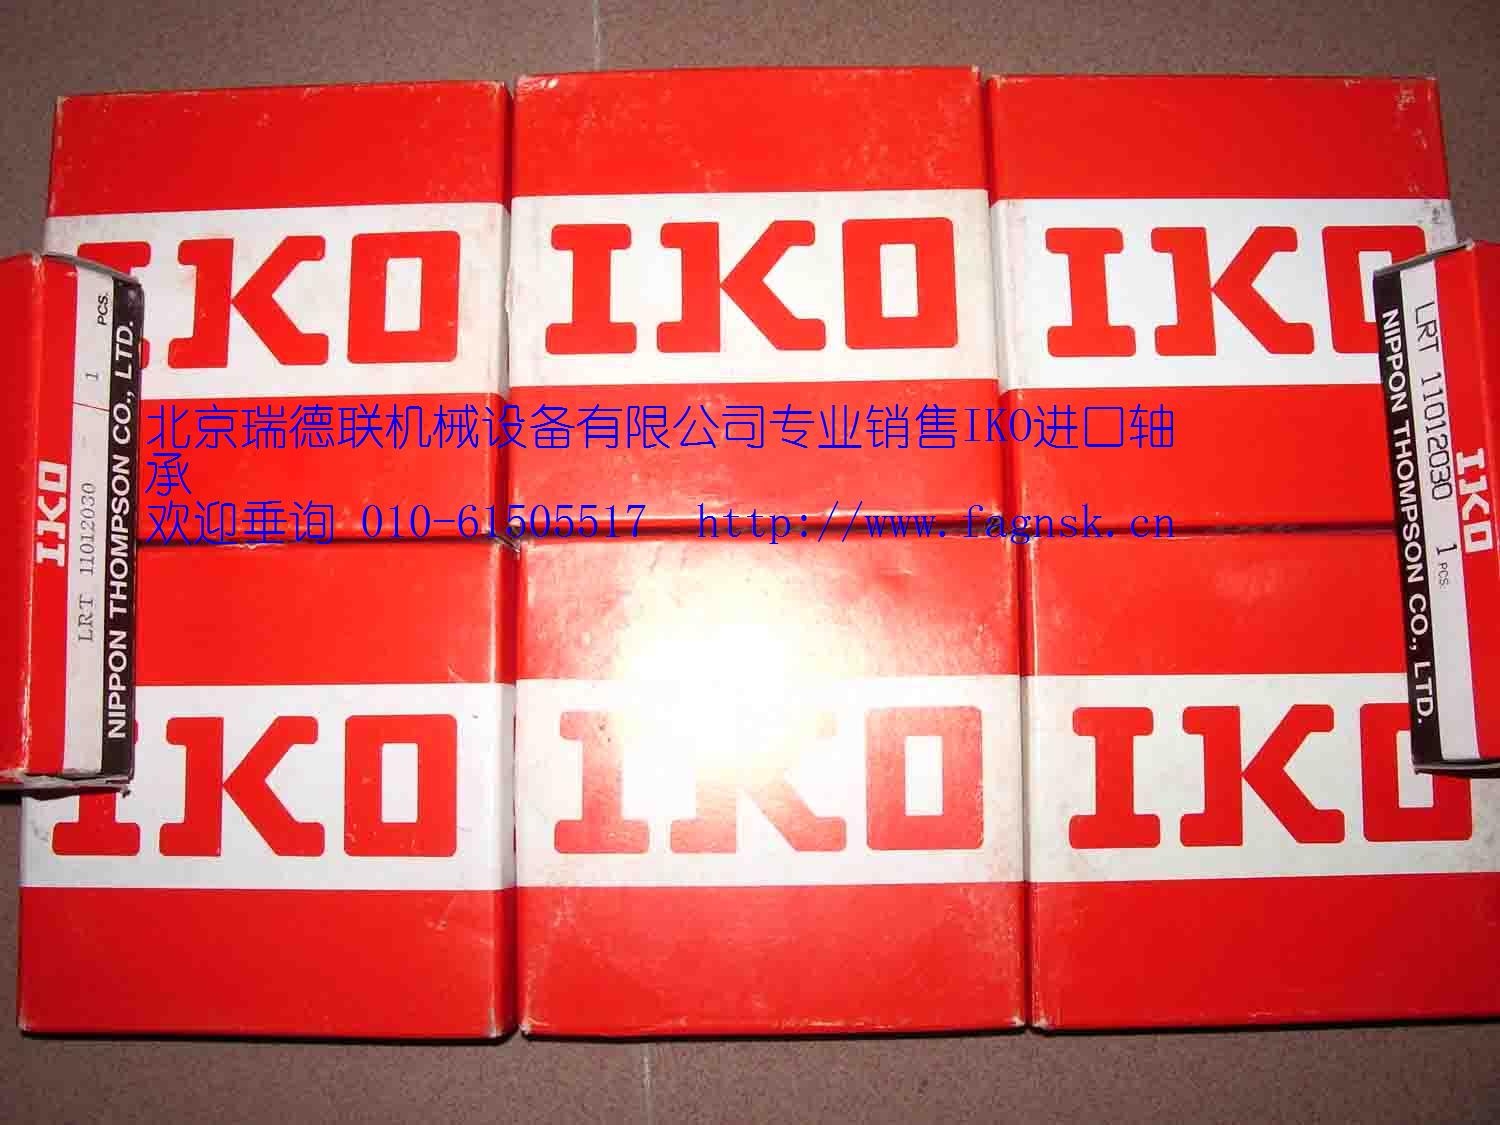 IKO
IKO
IKO
1 PCS.
LRT 11012030 -
IKO
NIPPON THOMPSON CO., LTD.
LRT 11012030 1 PCS.
NIPPON THOMPSON CO., LTD.
IKO
北京瑞德联机械设备有限公司专业销售IKO进口轴
承
欢迎垂询 010-61505517 http://www.fagnsk.cn
IKO
IKO
IKO